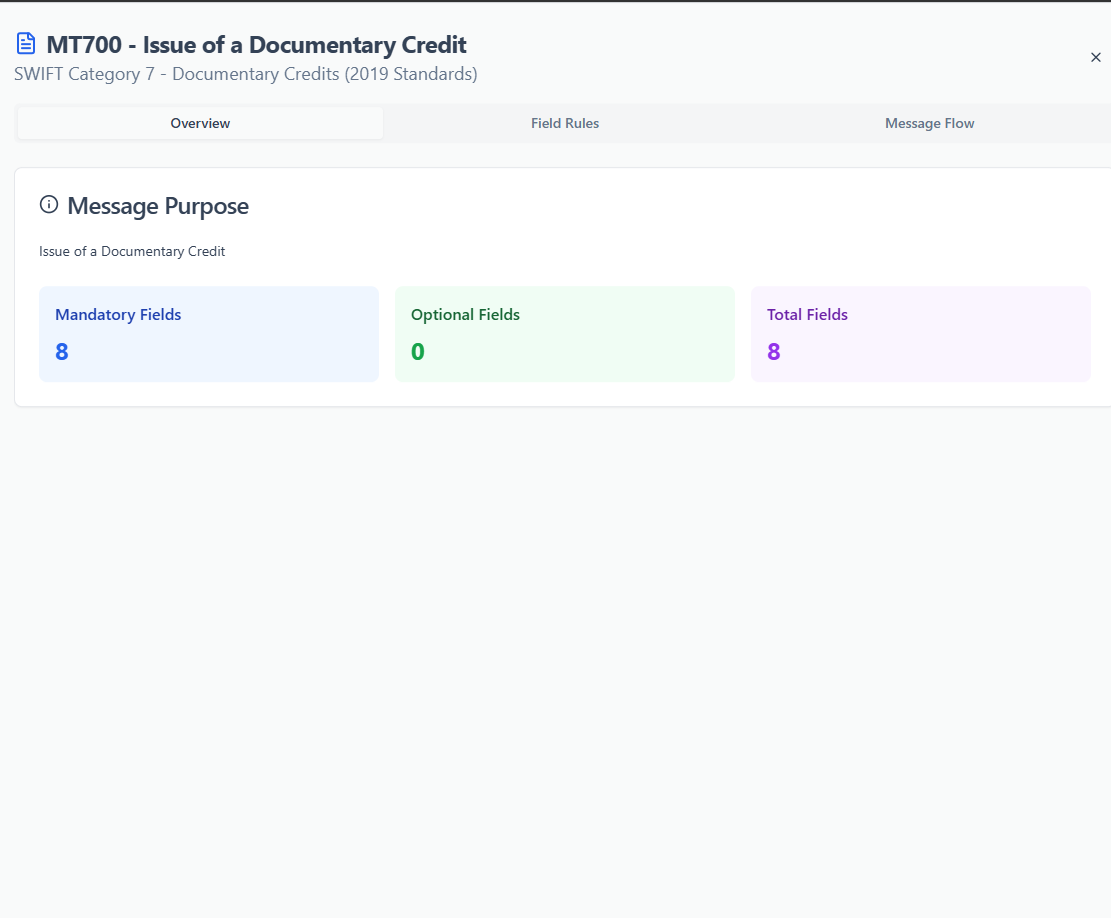 MT700 - Issue of a Documentary Credit
SWIFT Category 7 - Documentary Credits (2019 Standards)
Overview
Field Rules
Message Flow
Message Purpose
Issue of a Documentary Credit
Mandatory Fields
8
Optional Fields
0
Total Fields
8